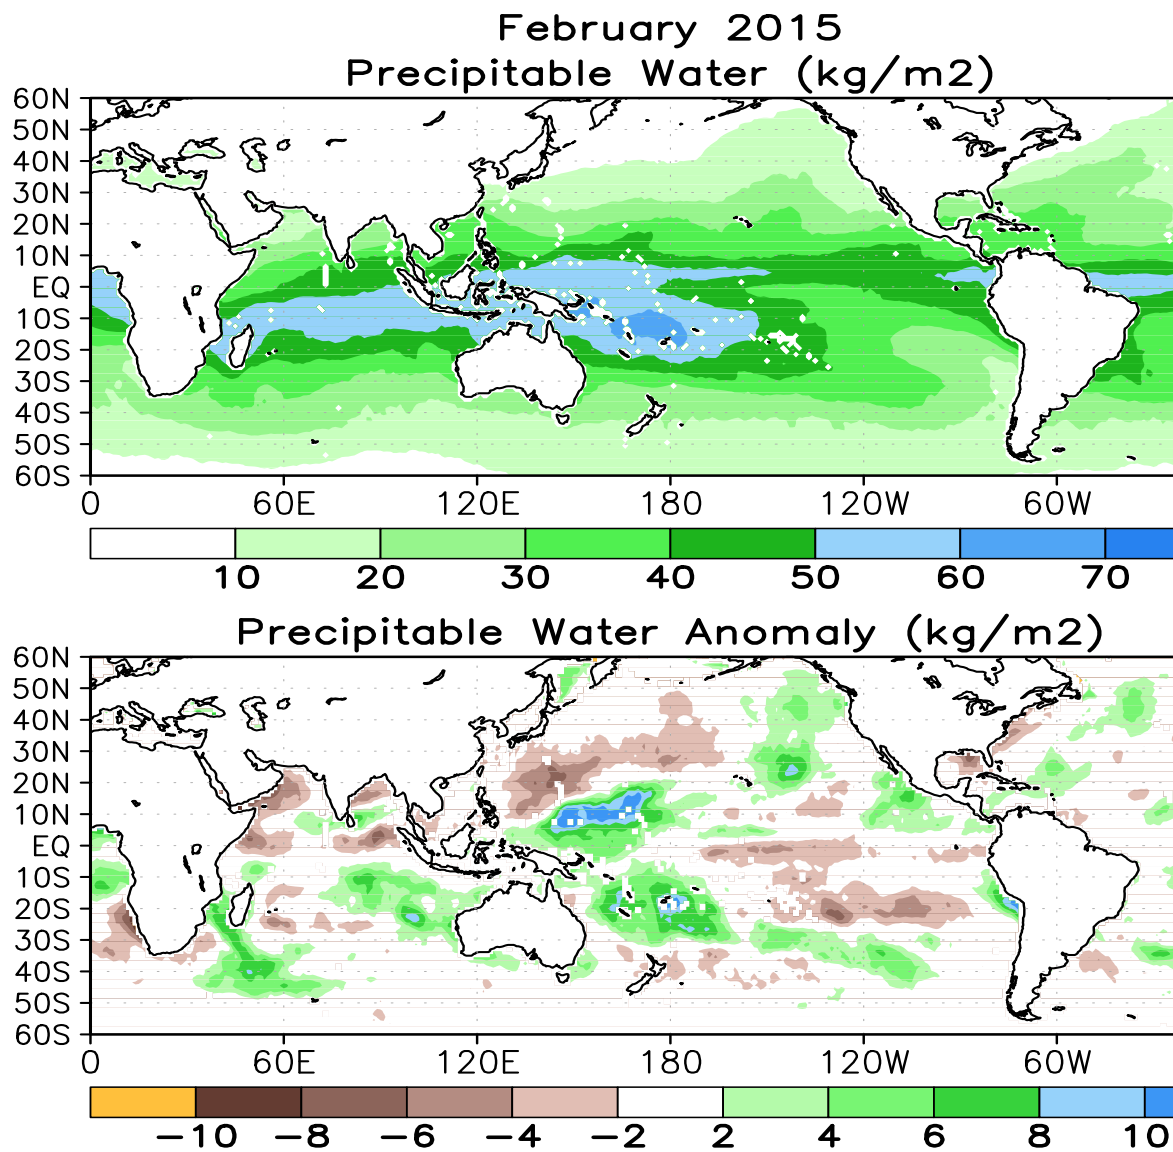 February 2015
Precipitable Water (kg/m2)
60N
50N
40N
30N
20N
10N
EQ
10S
20S
30S
40S
50S
60S
0 60E 120E 180 120W 60W
10 20 30 40 50 60 70
Precipitable Water Anomaly (kg/m2)
60N
50N
40N
30N
20N
10N
EQ
10S
20S
30S
40S
50S
60S
0 60E 120E 180 120W 60W
−10 −8 −6 −4 −2 2 4 6 8 10